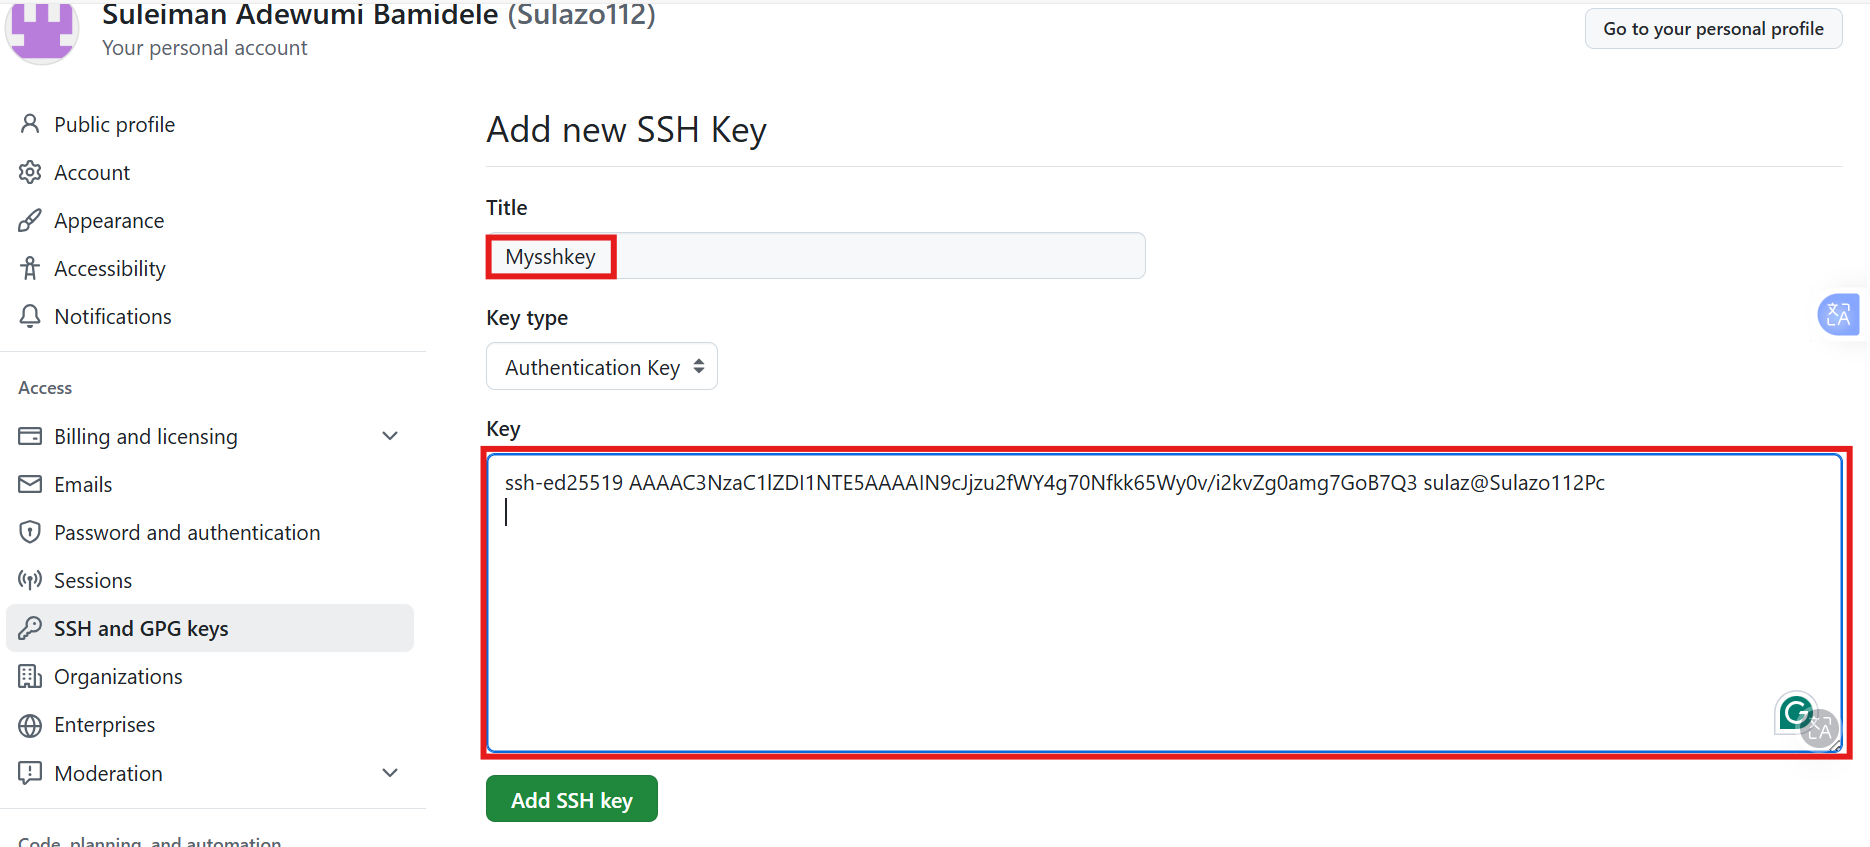 Suleiman Adewumi Bamidele (Sulazo112)
Your personal account
Go to your personal profile
Public profile
Account
Appearance
Accessibility
Notifications
Access
Billing and licensing
Emails
Password and authentication
Sessions
SSH and GPG keys
Organizations
Enterprises
Moderation
Code, planning, and automation
Add new SSH Key
Title
Mysshkey
Key type
Authentication Key
Key
ssh-ed25519 AAAAC3NzaC1lZDI1NTE5AAAAIN9cJjzu2fWY4g70Nfkk65Wy0v/i2kvZg0amg7GoB7Q3 sulaz@Sulazo112Pc
Add SSH key